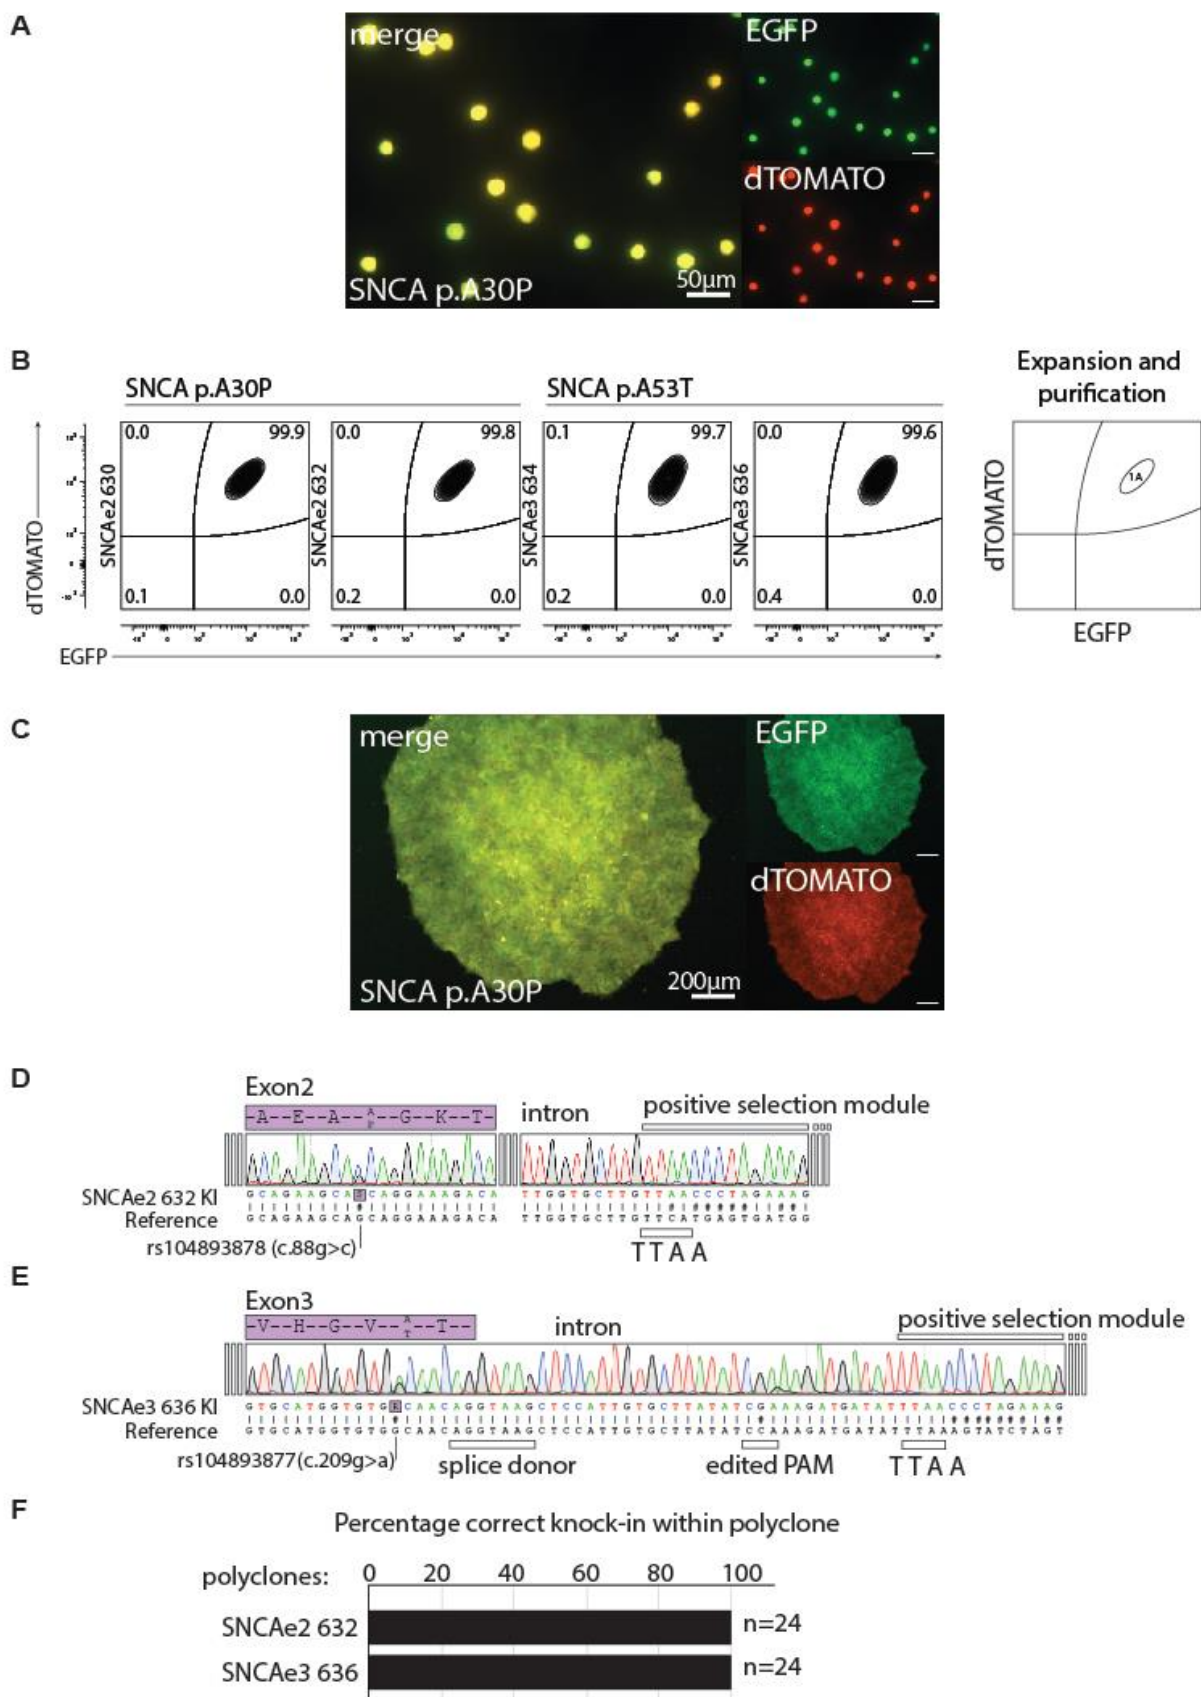 A
merge
EGFP
dTOMATO
SNCA p.A30P
50µm
B
SNCA p.A30P
SNCA p.A53T
Expansion and
purification
dTOMATO
SNCAe2 630
0.0
99.9
0.1
0.0
SNCAe2 632
0.0
99.8
0.2
0.0
SNCAe3 634
0.1
99.7
0.2
0.0
SNCAe3 636
0.0
99.6
0.4
0.0
dTOMATO
1A
EGFP
EGFP
C
merge
EGFP
dTOMATO
SNCA p.A30P
200µm
D
Exon2
-A--E--A--A/P--G--K--T-
intron
positive selection module
SNCAe2 632 KI
GCAGAAGCASCAGGAAAGACA
TTGGTGCTTGTTAACCCTAGAAAG
Reference
GCAGAAGCAGCAGGAAAGACA
TTGGTGCTTGTTCATGAGTGATGG
rs104893878 (c.88g>c)
TTAA
E
Exon3
-V--H--G--V--A/T--T--
intron
positive selection module
SNCAe3 636 KI
GTGCATGGTGTGRCAACAGGTAAGCTCCATTGTGCTTATATCGAAAGATGATATTTAACCCTAGAAAG
Reference
GTGCATGGTGTGGCAACAGGTAAGCTCCATTGTGCTTATATCCAAAGATGATATTTAAAGTATCTAGT
rs104893877(c.209g>a)
splice donor
edited PAM
TTAA
F
Percentage correct knock-in within polyclone
polyclones:
0 20 40 60 80 100
SNCAe2 632
n=24
SNCAe3 636
n=24